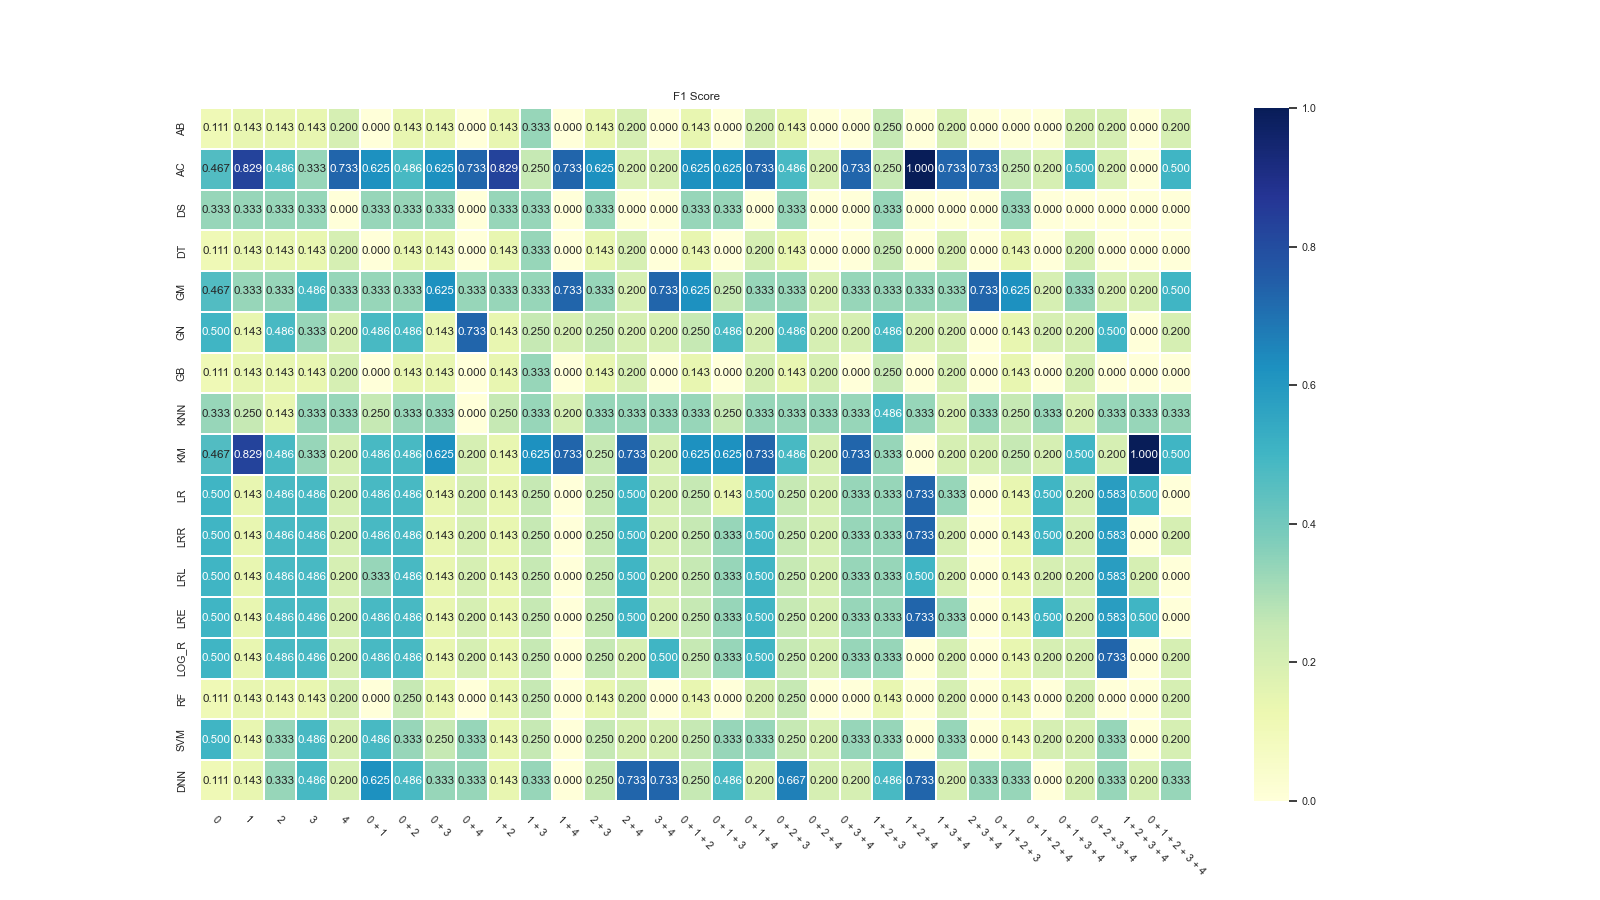 F1 Score
AB 0.111 0.143 0.143 0.143 0.200 0.000 0.143 0.143 0.000 0.143 0.333 0.000 0.143 0.200 0.000 0.143 0.000 0.200 0.143 0.000 0.000 0.250 0.000 0.200 0.000 0.000 0.000 0.200 0.200 0.000 0.200
AC 0.467 0.829 0.486 0.333 0.733 0.625 0.486 0.625 0.733 0.829 0.250 0.733 0.625 0.200 0.200 0.625 0.625 0.733 0.486 0.200 0.733 0.250 1.000 0.733 0.733 0.250 0.200 0.500 0.200 0.000 0.500
DS 0.333 0.333 0.333 0.333 0.000 0.333 0.333 0.333 0.000 0.333 0.333 0.000 0.333 0.000 0.000 0.333 0.333 0.000 0.333 0.000 0.000 0.333 0.000 0.000 0.000 0.333 0.000 0.000 0.000 0.000 0.000
DT 0.111 0.143 0.143 0.143 0.200 0.000 0.143 0.143 0.000 0.143 0.333 0.000 0.143 0.200 0.000 0.143 0.000 0.200 0.143 0.000 0.000 0.250 0.000 0.200 0.000 0.143 0.000 0.200 0.000 0.000 0.000
GM 0.467 0.333 0.333 0.486 0.333 0.333 0.333 0.625 0.333 0.333 0.333 0.733 0.333 0.200 0.733 0.625 0.250 0.333 0.333 0.200 0.333 0.333 0.333 0.333 0.733 0.625 0.200 0.333 0.200 0.200 0.500
GN 0.500 0.143 0.486 0.333 0.200 0.486 0.486 0.143 0.733 0.143 0.250 0.200 0.250 0.200 0.200 0.250 0.486 0.200 0.486 0.200 0.200 0.486 0.200 0.200 0.000 0.143 0.200 0.200 0.500 0.000 0.200
GB 0.111 0.143 0.143 0.143 0.200 0.000 0.143 0.143 0.000 0.143 0.333 0.000 0.143 0.200 0.000 0.143 0.000 0.200 0.143 0.200 0.000 0.250 0.000 0.200 0.000 0.143 0.000 0.200 0.000 0.000 0.000
KNN 0.333 0.250 0.143 0.333 0.333 0.250 0.333 0.333 0.000 0.250 0.333 0.200 0.333 0.333 0.333 0.333 0.250 0.333 0.333 0.333 0.333 0.486 0.333 0.200 0.333 0.250 0.333 0.200 0.333 0.333 0.333
KM 0.467 0.829 0.486 0.333 0.200 0.486 0.486 0.625 0.200 0.143 0.625 0.733 0.250 0.733 0.200 0.625 0.625 0.733 0.486 0.200 0.733 0.333 0.000 0.200 0.200 0.250 0.200 0.500 0.200 1.000 0.500
LR 0.500 0.143 0.486 0.486 0.200 0.486 0.486 0.143 0.200 0.143 0.250 0.000 0.250 0.500 0.200 0.250 0.143 0.500 0.250 0.200 0.333 0.333 0.733 0.333 0.000 0.143 0.500 0.200 0.583 0.500 0.000
LRR 0.500 0.143 0.486 0.486 0.200 0.486 0.486 0.143 0.200 0.143 0.250 0.000 0.250 0.500 0.200 0.250 0.333 0.500 0.250 0.200 0.333 0.333 0.733 0.200 0.000 0.143 0.500 0.200 0.583 0.000 0.200
LRL 0.500 0.143 0.486 0.486 0.200 0.333 0.486 0.143 0.200 0.143 0.250 0.000 0.250 0.500 0.200 0.250 0.333 0.500 0.250 0.200 0.333 0.333 0.500 0.200 0.000 0.143 0.200 0.200 0.583 0.200 0.000
LRE 0.500 0.143 0.486 0.486 0.200 0.486 0.486 0.143 0.200 0.143 0.250 0.000 0.250 0.500 0.200 0.250 0.333 0.500 0.250 0.200 0.333 0.333 0.733 0.333 0.000 0.143 0.500 0.200 0.583 0.500 0.000
LOG_R 0.500 0.143 0.486 0.486 0.200 0.486 0.486 0.143 0.200 0.143 0.250 0.000 0.250 0.200 0.500 0.250 0.333 0.500 0.250 0.200 0.333 0.333 0.000 0.200 0.000 0.143 0.200 0.200 0.733 0.000 0.200
RF 0.111 0.143 0.143 0.143 0.200 0.000 0.250 0.143 0.000 0.143 0.250 0.000 0.143 0.200 0.000 0.143 0.000 0.200 0.250 0.000 0.000 0.143 0.000 0.200 0.000 0.143 0.000 0.200 0.000 0.000 0.200
SVM 0.500 0.143 0.333 0.486 0.200 0.486 0.333 0.250 0.333 0.143 0.250 0.000 0.250 0.200 0.200 0.250 0.333 0.333 0.250 0.200 0.333 0.333 0.000 0.333 0.000 0.143 0.200 0.200 0.333 0.000 0.200
DNN 0.111 0.143 0.333 0.486 0.200 0.625 0.486 0.333 0.333 0.143 0.333 0.000 0.250 0.733 0.733 0.250 0.486 0.200 0.667 0.200 0.200 0.486 0.733 0.200 0.333 0.333 0.000 0.200 0.333 0.200 0.333
0 1 2 3 4 0 + 1 0 + 2 0 + 3 0 + 4 1 + 2 1 + 3 1 + 4 2 + 3 2 + 4 3 + 4 0 + 1 + 2 0 + 1 + 3 0 + 1 + 4 0 + 2 + 3 0 + 2 + 4 0 + 3 + 4 1 + 2 + 3 1 + 2 + 4 1 + 3 + 4 2 + 3 + 4 0 + 1 + 2 + 3 0 + 1 + 2 + 4 0 + 1 + 3 + 4 0 + 2 + 3 + 4 1 + 2 + 3 + 4 0 + 1 + 2 + 3 + 4
1.0
0.8
0.6
0.4
0.2
0.0